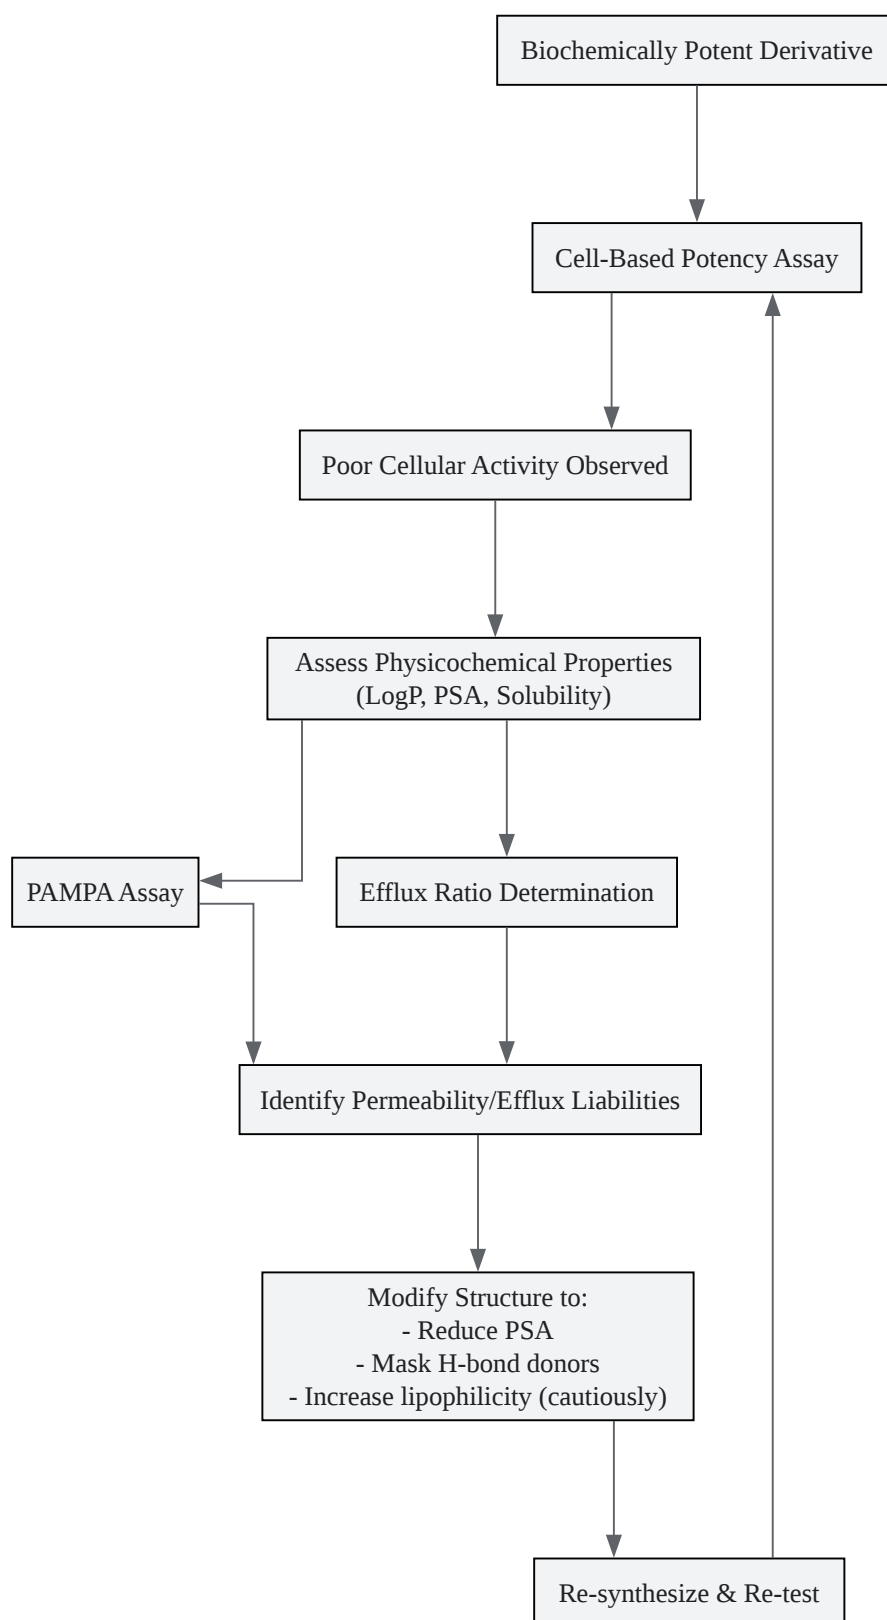 Biochemically Potent Derivative
Cell-Based Potency Assay
Poor Cellular Activity Observed
Assess Physicochemical Properties
(LogP, PSA, Solubility)
PAMPA Assay
Efflux Ratio Determination
Identify Permeability/Efflux Liabilities
Modify Structure to:
- Reduce PSA
- Mask H-bond donors
- Increase lipophilicity (cautiously)
Re-synthesize & Re-test